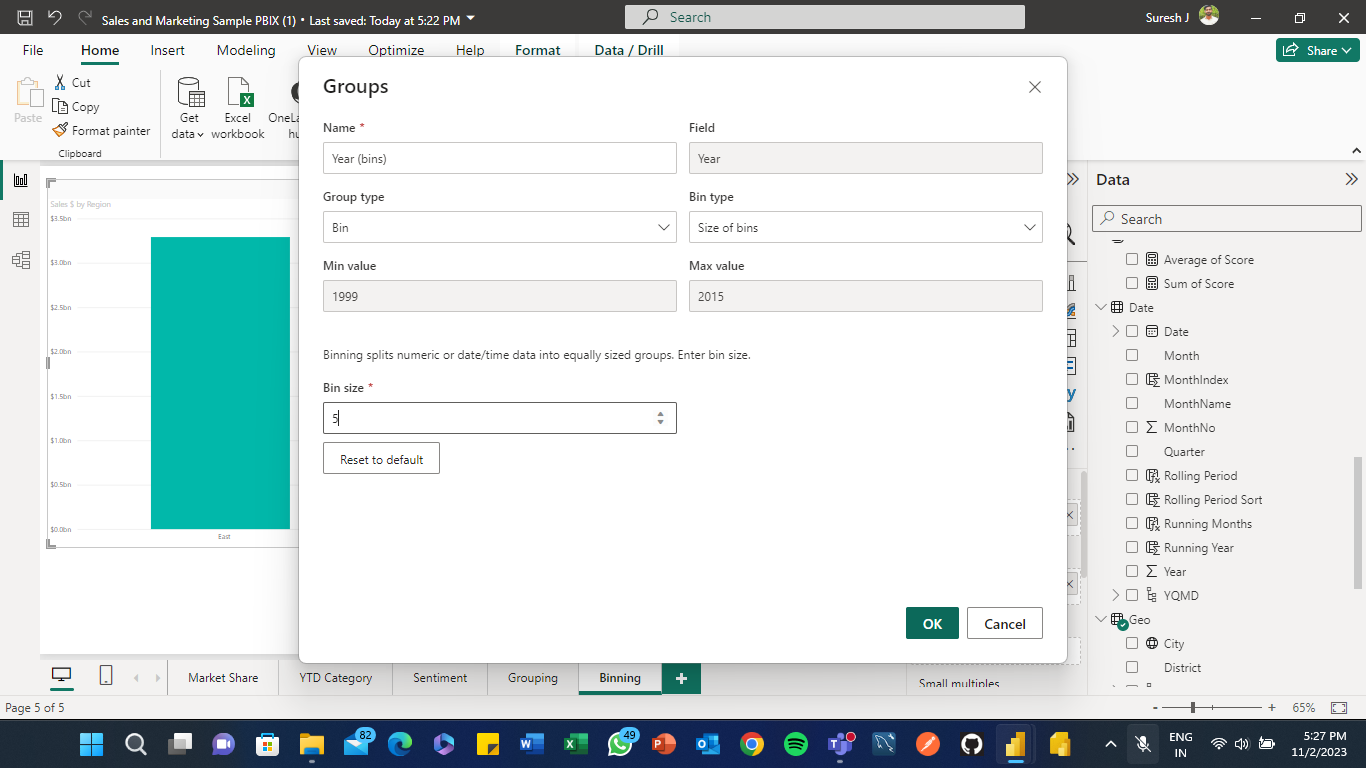 Sales and Marketing Sample PBIX (1) • Last saved: Today at 5:22 PM
Search
Suresh J
File
Home
Insert
Modeling
View
Optimize
Help
Format
Data / Drill
Share
Paste
Cut
Copy
Format painter
Clipboard
Get data
Excel workbook
Groups
Name *
Year (bins)
Field
Year
Group type
Bin
Bin type
Size of bins
Min value
1999
Max value
2015
Binning splits numeric or date/time data into equally sized groups. Enter bin size.
Bin size *
5
Reset to default
OK
Cancel
Sales $ by Region
$3.5bn
$3.0bn
$2.5bn
$2.0bn
$1.5bn
$1.0bn
$0.5bn
$0.0bn
East
Data
Search
Average of Score
Sum of Score
Date
Date
Month
MonthIndex
MonthName
MonthNo
Quarter
Rolling Period
Rolling Period Sort
Running Months
Running Year
Year
YQMD
Geo
City
District
Small multiples
Market Share
YTD Category
Sentiment
Grouping
Binning
Page 5 of 5
65%
82
49
ENG
IN
5:27 PM
11/2/2023